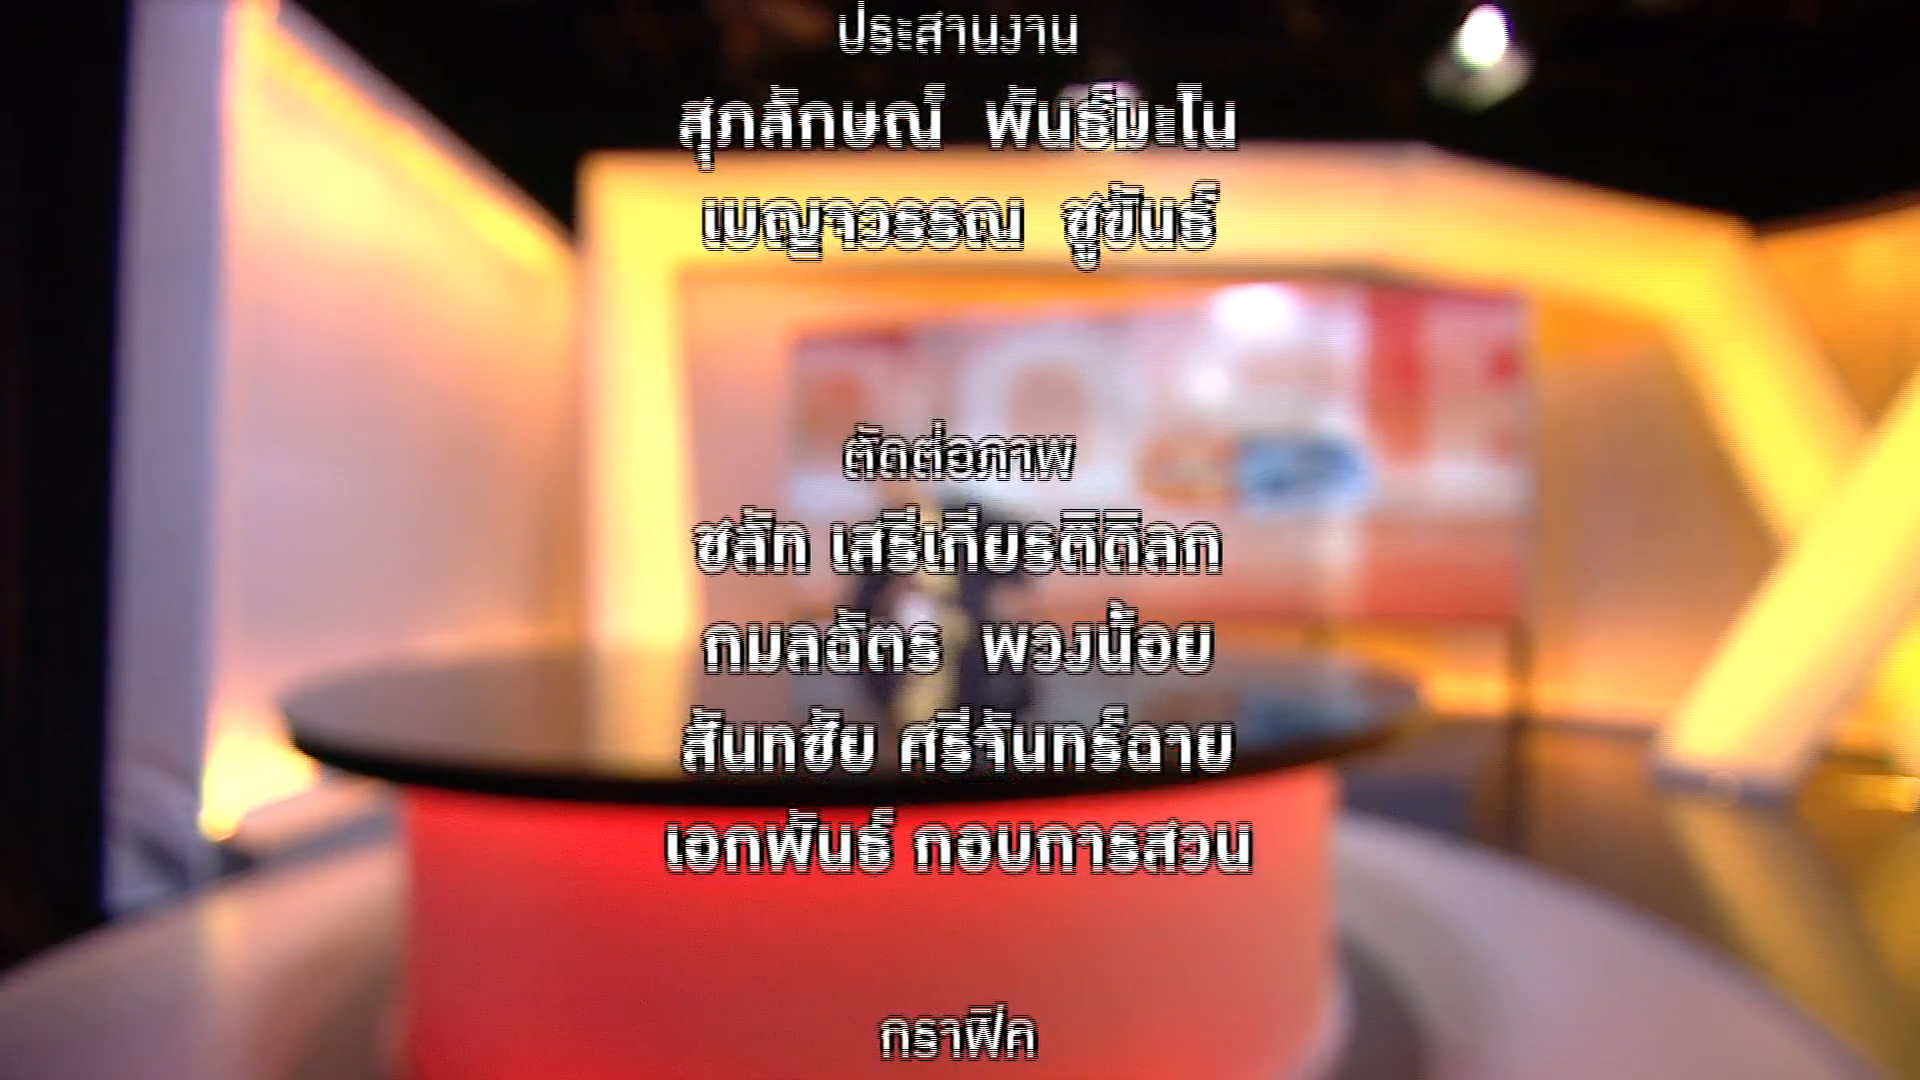 ประสานงาน
สุภลักษณ์ พันธ์มะโน
เบญจวรรณ ชูขันธ์
ตัดต่อภาพ
ชลัท เสรีเกียรติดิลก
กมลฉัตร พวงน้อย
สันทชัย ศรีจันทร์ฉาย
เอกพันธ์ กอบการสวน
กราฟิค